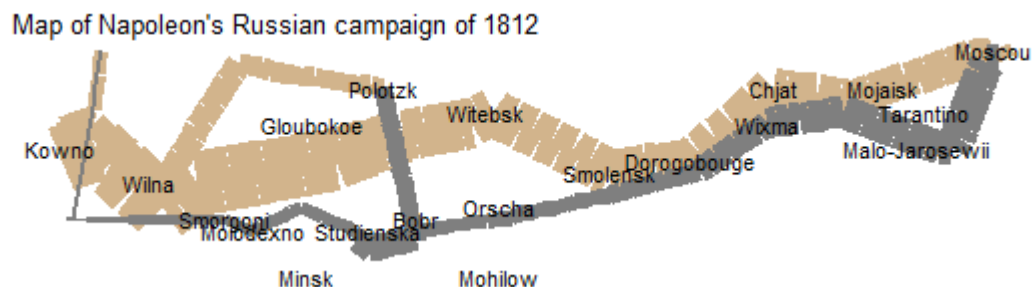 Map of Napoleon's Russian campaign of 1812
Moscou
Polotzk
Chjat
Mojaisk
Witebsk
Tarantino
Gloubokoe
Wixma
Kowno
Malo-Jarosewii
Dorogobouge
Smolensk
Wilna
Orscha
Smorgoni
Bobr
Molodexno
Studienska
Minsk
Mohilow